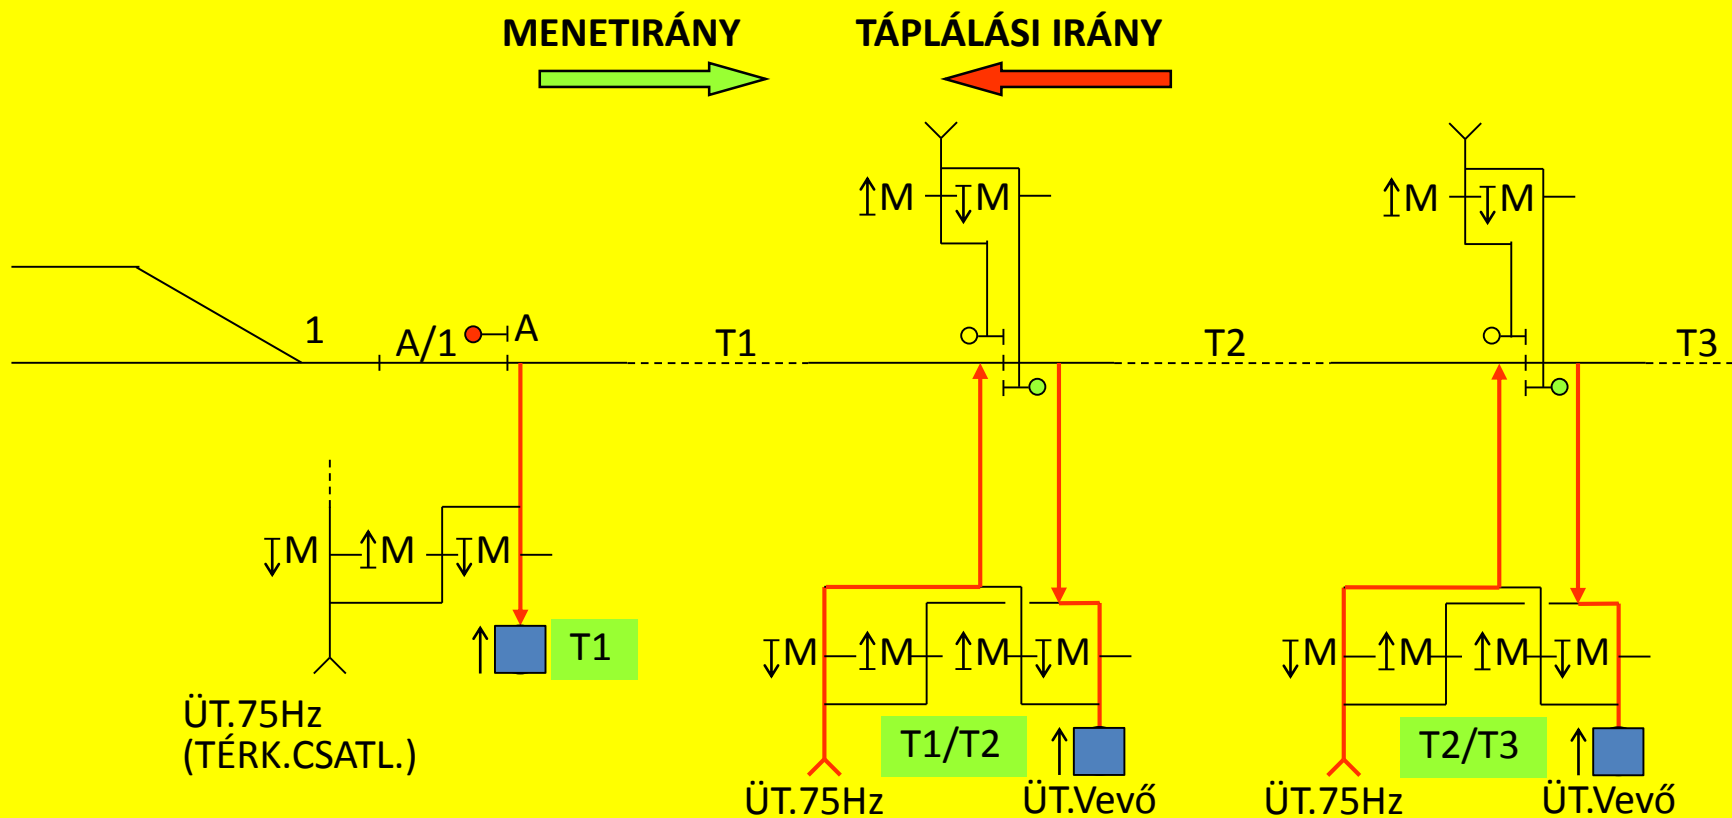 MENETIRÁNY TÁPLÁLÁSI IRÁNY
M M M M
1 A/1 A T1 T2 T3
M M M
T1
M M M M M M M M
ÜT.75Hz
(TÉRK.CSATL.)
T1/T2 T2/T3
ÜT.75Hz ÜT.Vevő ÜT.75Hz ÜT.Vevő